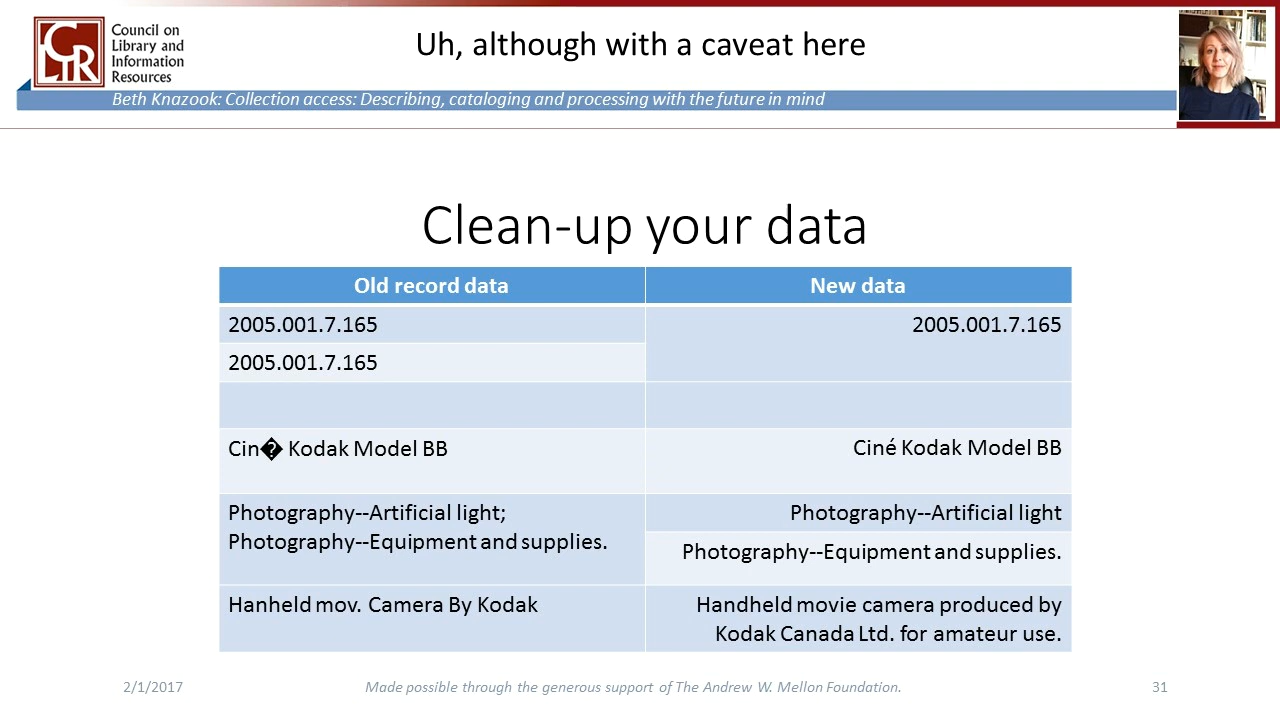 Council on
Library and
Information
Resources
CLIR
Uh, although with a caveat here
Beth Knazook: Collection access: Describing, cataloging and processing with the future in mind
Clean-up your data
Old record data
New data
2005.001.7.165
2005.001.7.165
2005.001.7.165
Cin� Kodak Model BB
Ciné Kodak Model BB
Photography--Artificial light;
Photography--Equipment and supplies.
Photography--Artificial light
Photography--Equipment and supplies.
Hanheld mov. Camera By Kodak
Handheld movie camera produced by
Kodak Canada Ltd. for amateur use.
2/1/2017
Made possible through the generous support of The Andrew W. Mellon Foundation.
31